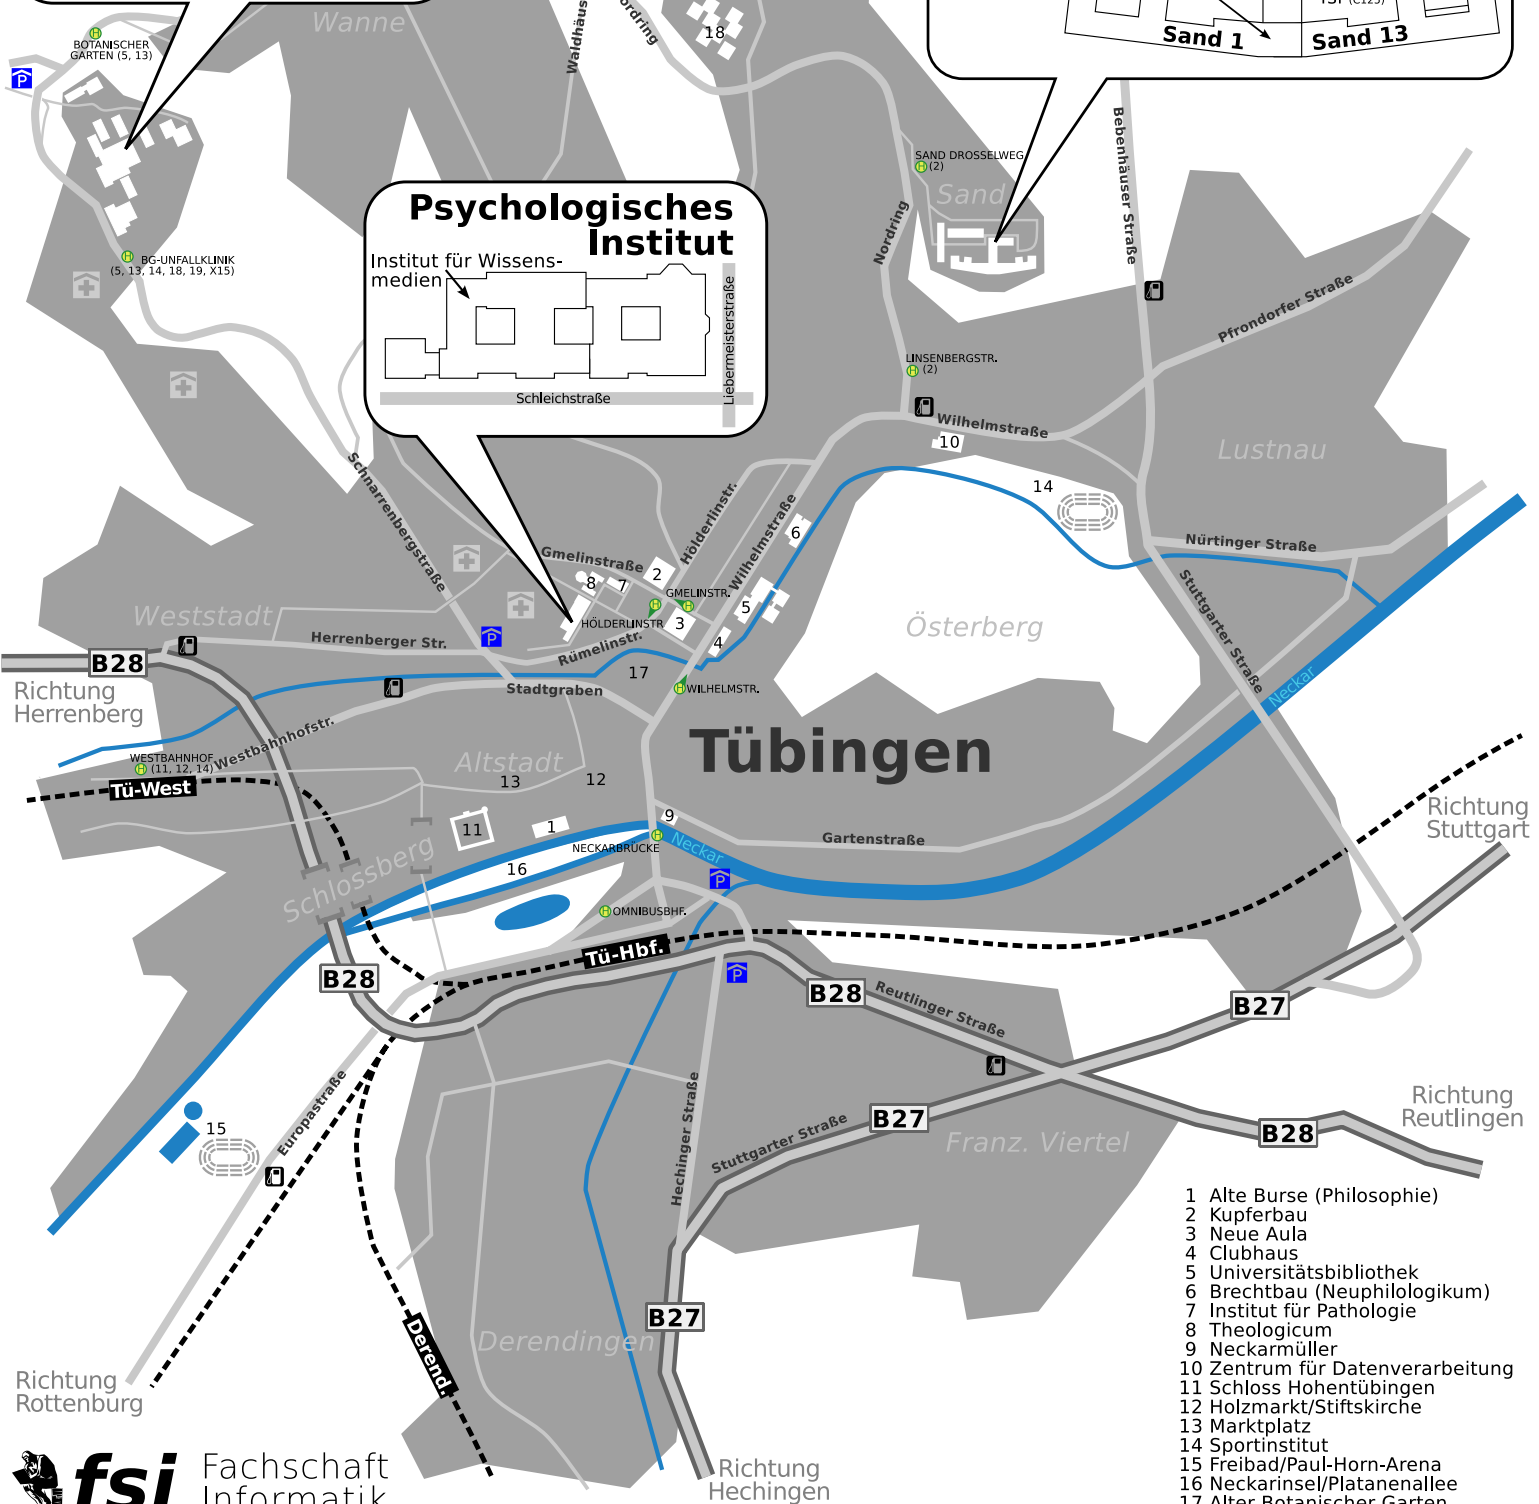 Wanne
Waldhäus
ordring
18
BOTANISCHER
GARTEN (5, 13)
P
Sand 1
Sand 13
Bebenhäuser Straße
SAND DROSSELWEG
(2)
Sand
Nordring
Psychologisches
Institut
Institut für Wissens-
medien
Liebermeisterstraße
Schleichstraße
BG-UNFALLKLINIK
(5, 13, 14, 18, 19, X15)
Pfrondorfer Straße
LINSENBERGSTR.
(2)
Wilhelmstraße
10
Lustnau
Schnarrenbergstraße
14
Hölderlinstr.
Wilhelmstraße
6
Nürtinger Straße
Gmelinstraße
2
8
7
GMELINSTR.
5
Stuttgarter Straße
Weststadt
HÖLDERLINSTR
3
4
Österberg
Herrenberger Str.
P
Rümelinstr.
B28
17
Richtung
Herrenberg
Stadtgraben
WILHELMSTR.
Neckar
Westbahnhofstr.
Tübingen
WESTBAHNHOF
(11, 12, 14)
Altstadt
13
12
Tü-West
Richtung
Stuttgart
9
11
1
Gartenstraße
NECKARBRÜCKE
Neckar
Schlossberg
16
P
OMNIBUSBHF.
Tü-Hbf.
B28
P
B28
Reutlinger Straße
B27
Europastraße
Hechinger Straße
Richtung
Reutlingen
15
Stuttgarter Straße
B27
Franz. Viertel
B28
B27
Derendingen
Derend.
Richtung
Rottenburg
Richtung
Hechingen
1 Alte Burse (Philosophie)
2 Kupferbau
3 Neue Aula
4 Clubhaus
5 Universitätsbibliothek
6 Brechtbau (Neuphilologikum)
7 Institut für Pathologie
8 Theologicum
9 Neckarmüller
10 Zentrum für Datenverarbeitung
11 Schloss Hohentübingen
12 Holzmarkt/Stiftskirche
13 Marktplatz
14 Sportinstitut
15 Freibad/Paul-Horn-Arena
16 Neckarinsel/Platanenallee
17 Alter Botanischer Garten
fsi
Fachschaft
Informatik